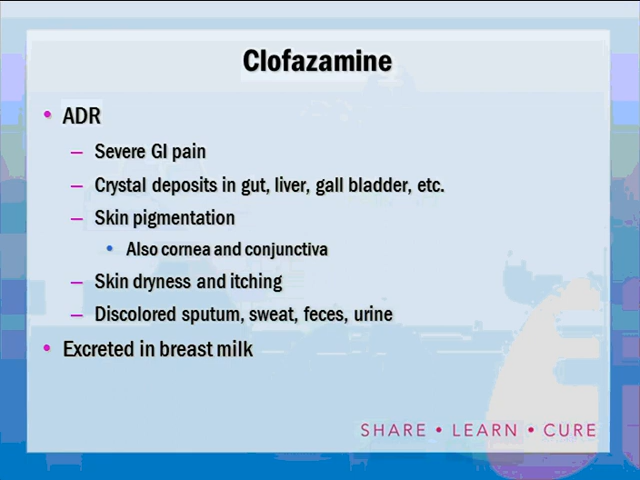 Clofazamine
• ADR
– Severe GI pain
– Crystal deposits in gut, liver, gall bladder, etc.
– Skin pigmentation
• Also cornea and conjunctiva
– Skin dryness and itching
– Discolored sputum, sweat, feces, urine
• Excreted in breast milk
SHARE • LEARN • CURE